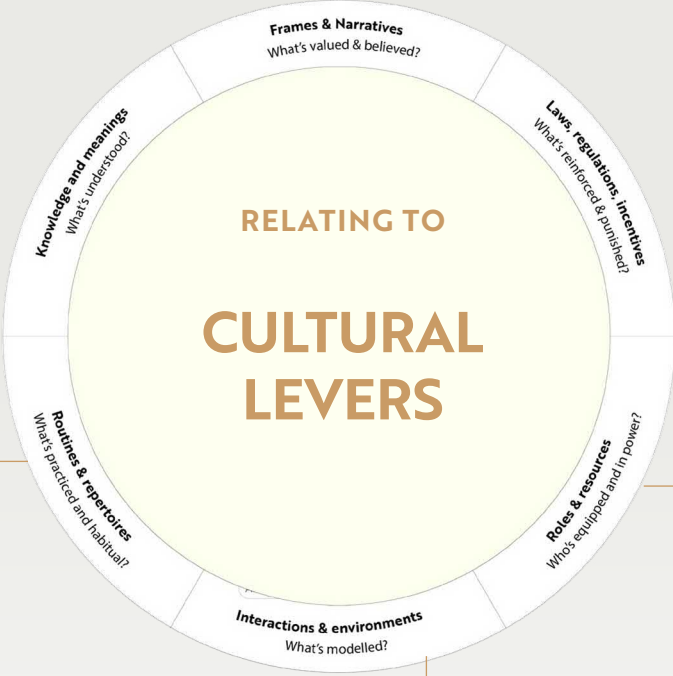 Frames & Narratives
What's valued & believed?
Laws, regulations, incentives
What's reinforced & punished?
Roles & resources
Who's equipped and in power?
Interactions & environments
What's modelled?
Routines & repertoires
What's practiced and habitual?
Knowledge and meanings
What's understood?
RELATING TO
CULTURAL
LEVERS